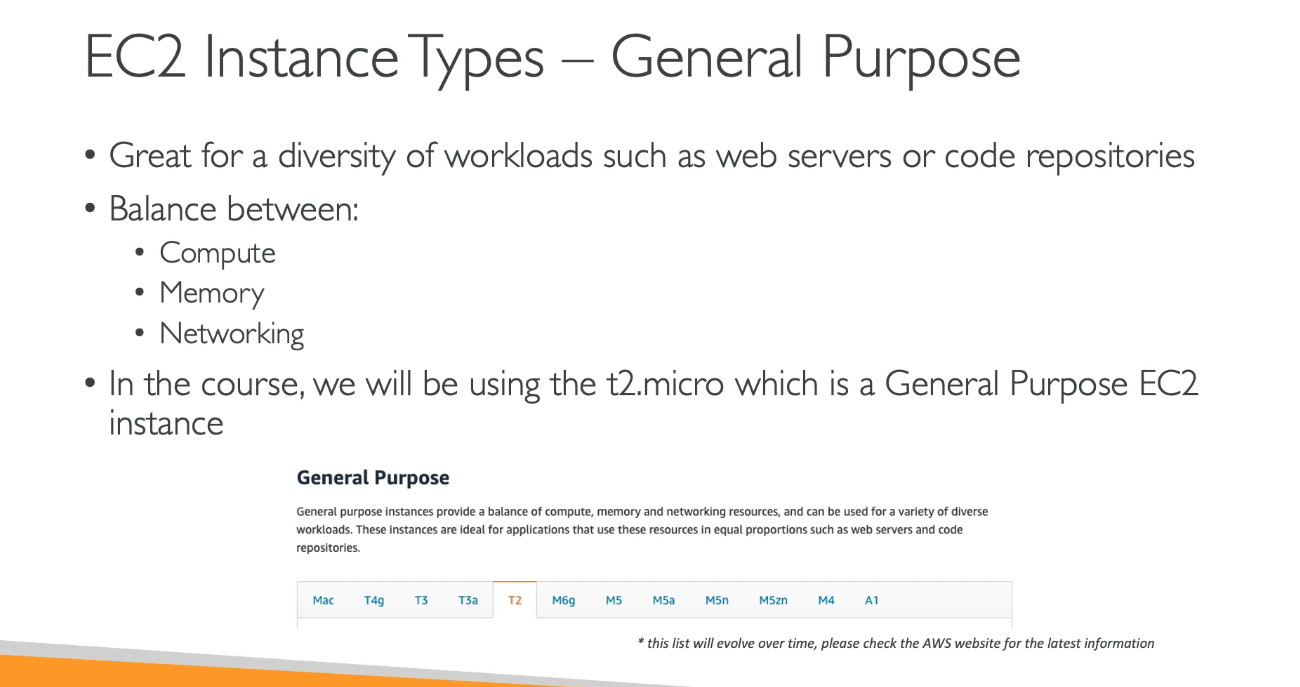 EC2 Instance Types – General Purpose
• Great for a diversity of workloads such as web servers or code repositories
• Balance between:
• Compute
• Memory
• Networking
• In the course, we will be using the t2.micro which is a General Purpose EC2
instance
General Purpose
General purpose instances provide a balance of compute, memory and networking resources, and can be used for a variety of diverse
workloads. These instances are ideal for applications that use these resources in equal proportions such as web servers and code
repositories.
Mac T4g T3 T3a T2 M6g M5 M5a M5n M5zn M4 A1
* this list will evolve over time, please check the AWS website for the latest information